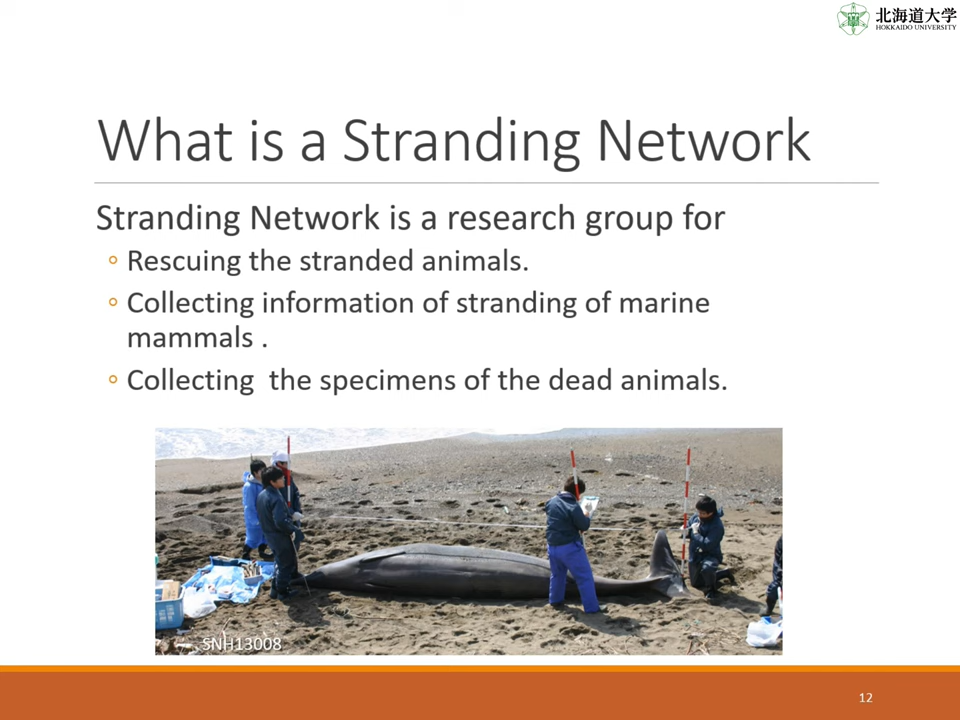 北海道大学
HOKKAIDO UNIVERSITY
What is a Stranding Network
Stranding Network is a research group for
◦ Rescuing the stranded animals.
◦ Collecting information of stranding of marine
mammals .
◦ Collecting  the specimens of the dead animals.
SNH13008
12